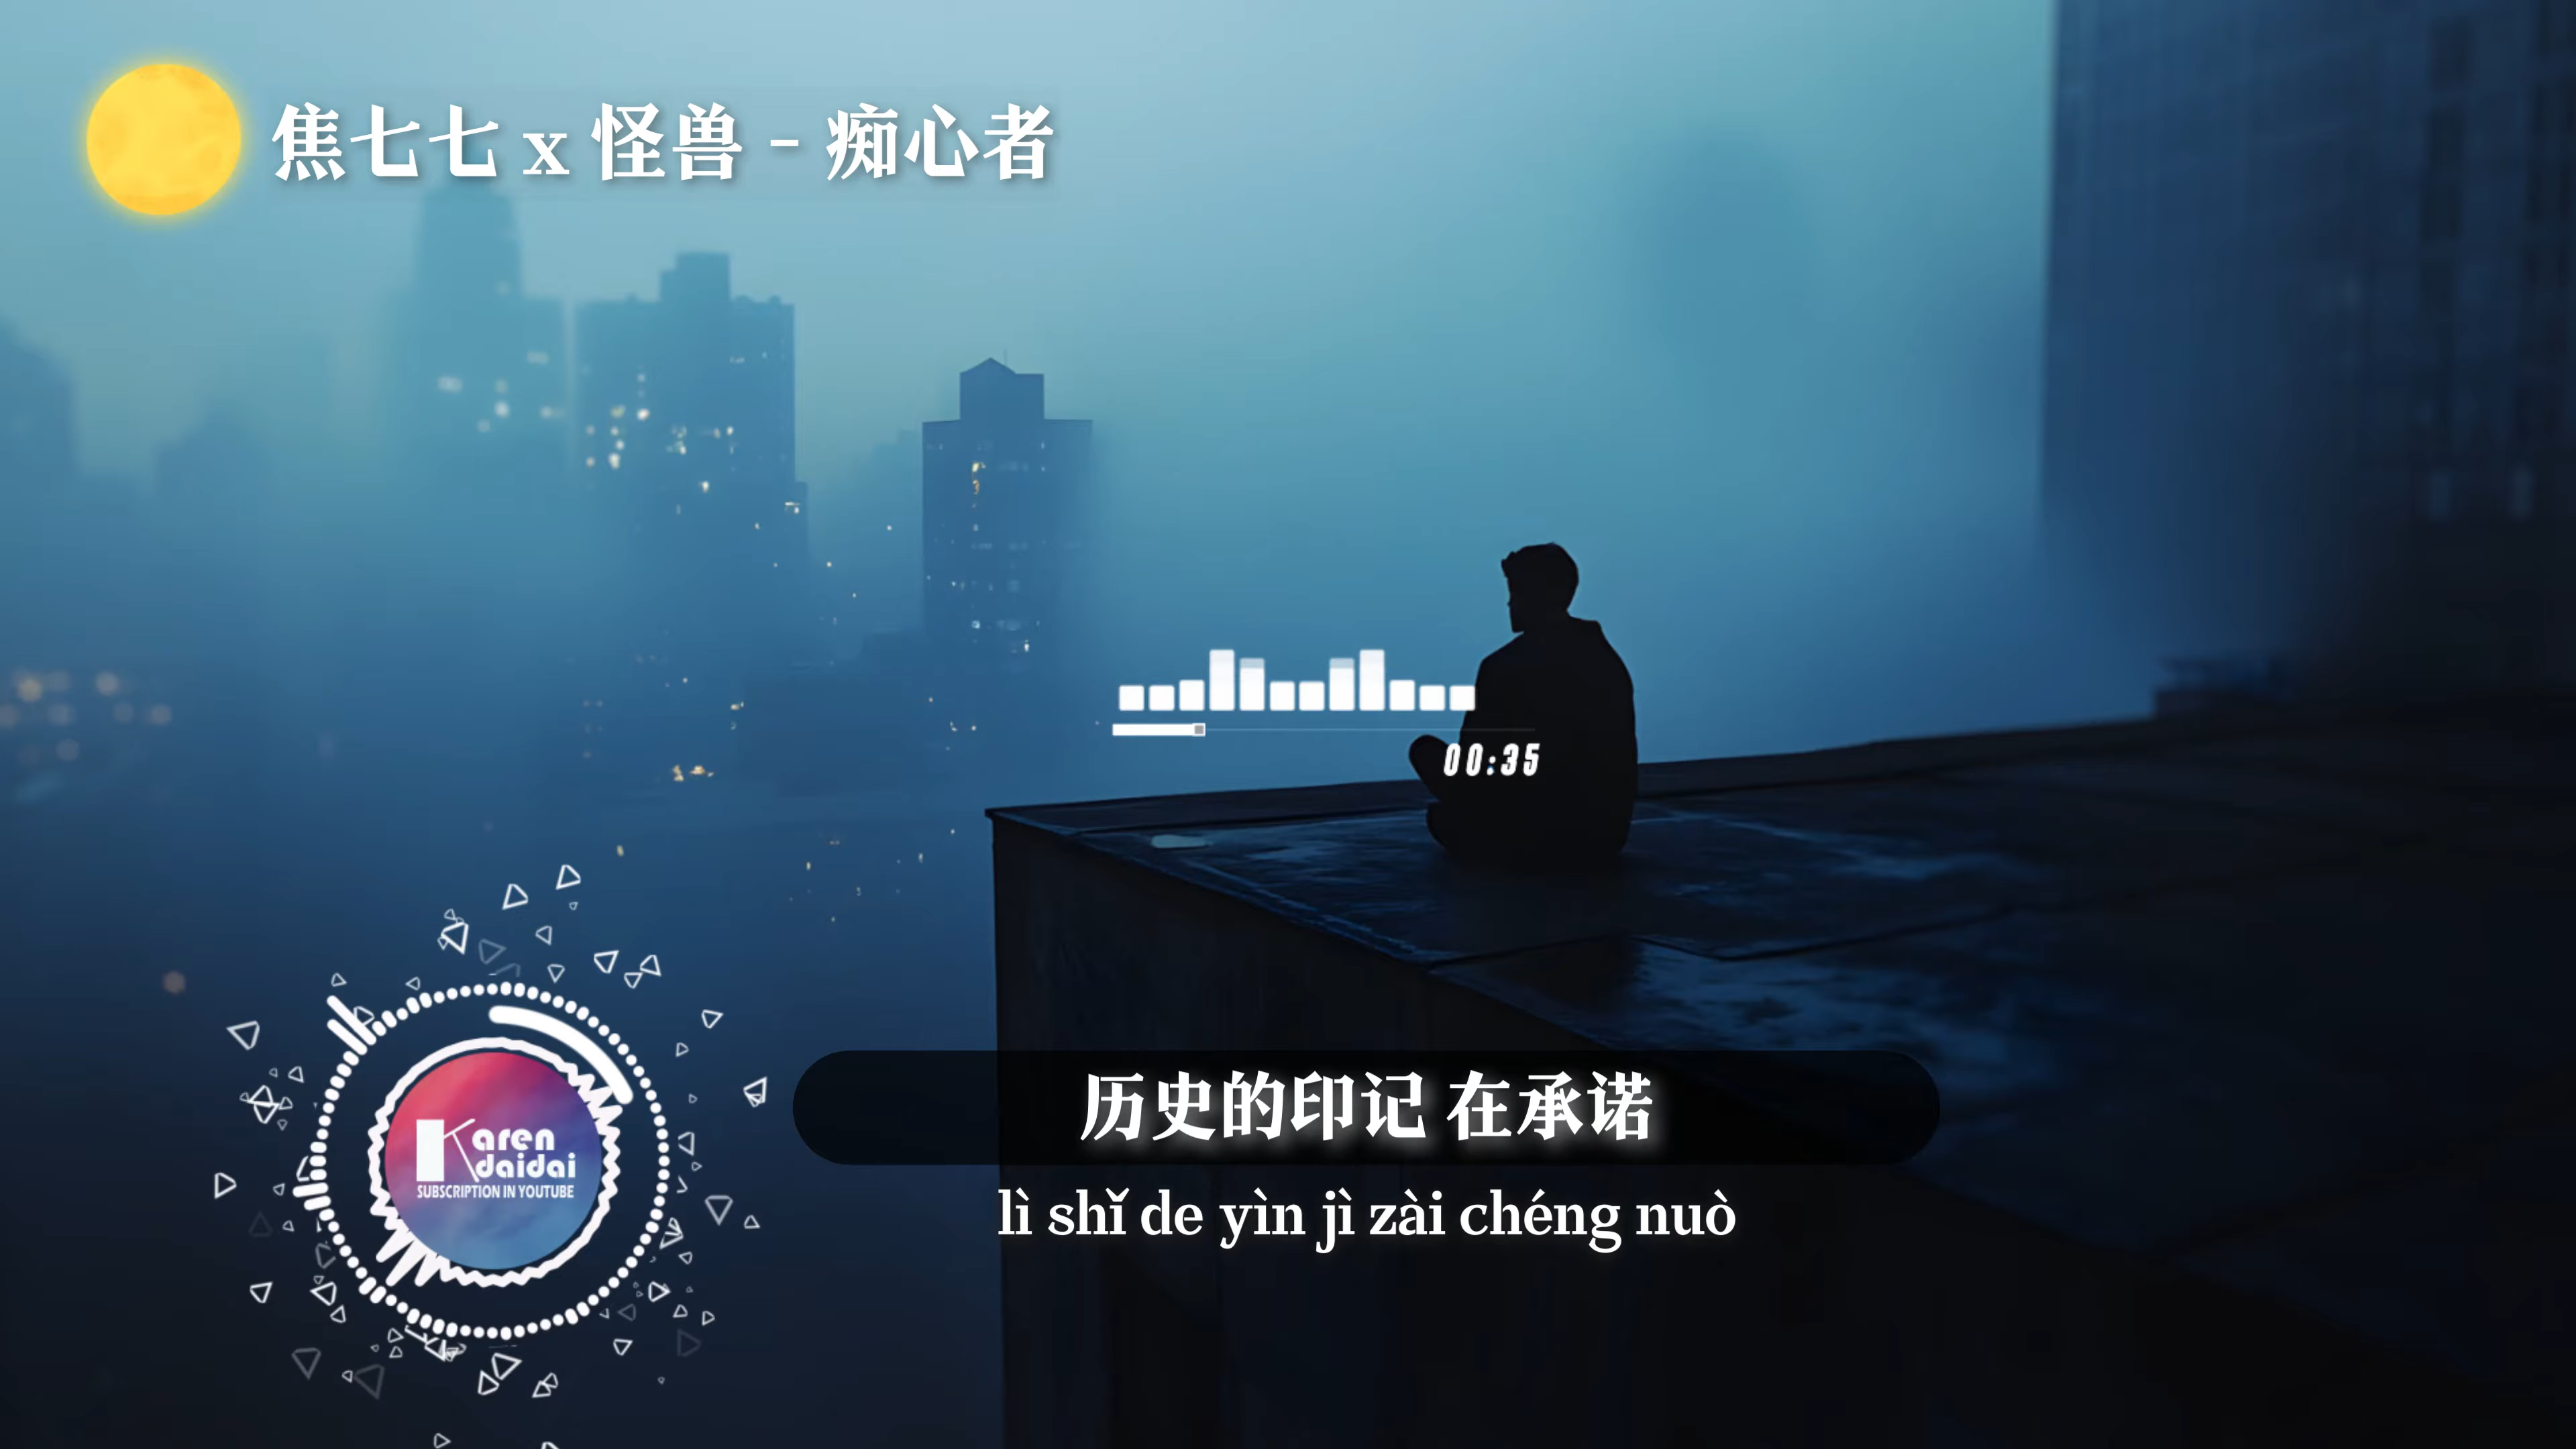 焦七七 x 怪兽 - 痴心者
00:35
历史的印记 在承诺
lì shǐ de yìn jì zài chéng nuò
Karen
daidai
SUBSCRIPTION IN YOUTUBE